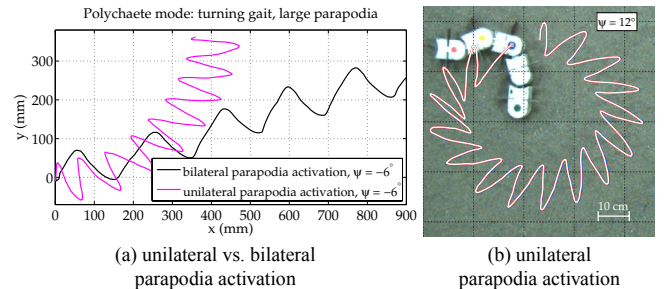 Polychaete mode: turning gait, large parapodia
y (mm)
300
200
100
0
bilateral parapodia activation, ψ = −6°
unilateral parapodia activation, ψ = −6°
0 100 200 300 400 500 600 700 800 900
x (mm)
ψ = 12°
10 cm
(a) unilateral vs. bilateral
parapodia activation
(b) unilateral
parapodia activation